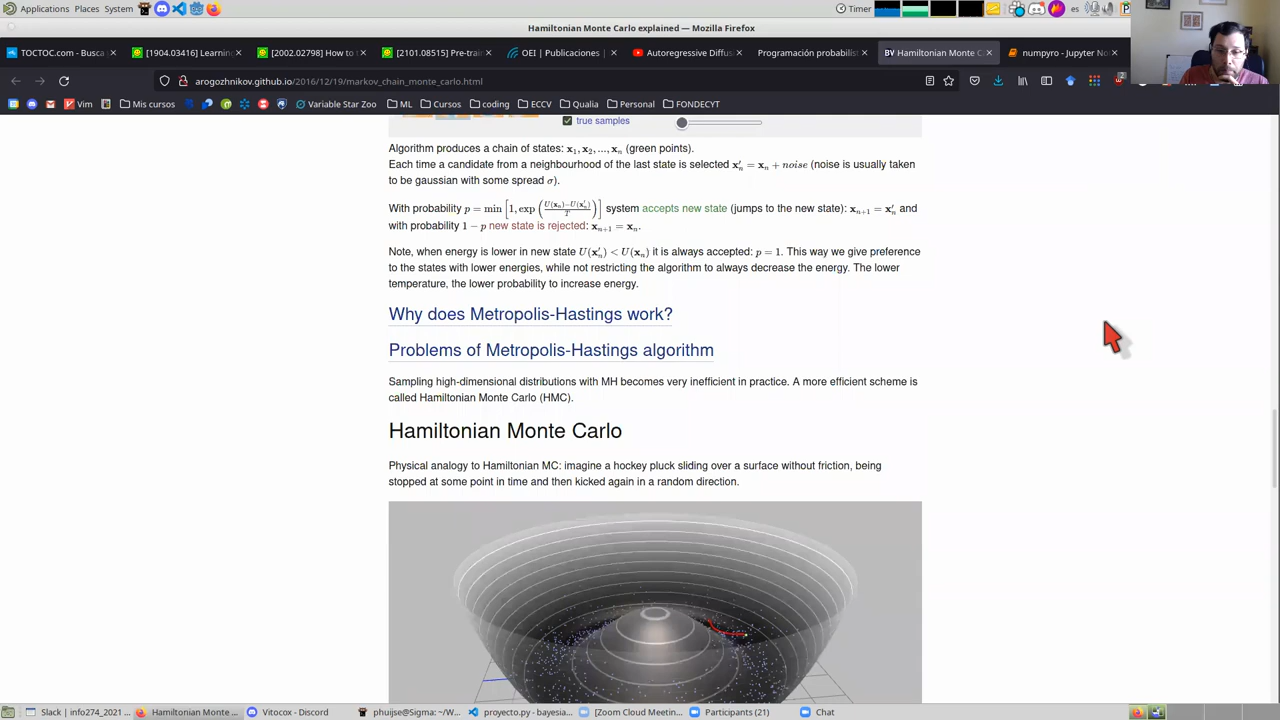 Applications Places System
Timer
es
Hamiltonian Monte Carlo explained — Mozilla Firefox
TOCTOC.com - Busca
[1904.03416] Learnin
[2002.02798] How to
[2101.08515] Pre-train
OEI | Publicaciones
Autoregressive Diffus
Programación probabilist
BV Hamiltonian Monte C
numpyro - Jupyter No
arogozhnikov.github.io/2016/12/19/markov_chain_monte_carlo.html
Vim
Mis cursos
Variable Star Zoo
ML
Cursos
coding
ECCV
Qualia
Personal
FONDECYT
true samples
Algorithm produces a chain of states: x₁, x₂, ..., xₙ (green points).
Each time a candidate from a neighbourhood of the last state is selected x′ₙ = xₙ + noise (noise is usually taken
to be gaussian with some spread σ).
With probability p = min [1, exp (U(xₙ)−U(x′ₙ)/T)] system accepts new state (jumps to the new state): xₙ₊₁ = x′ₙ and
with probability 1 − p new state is rejected: xₙ₊₁ = xₙ.
Note, when energy is lower in new state U(x′ₙ) < U(xₙ) it is always accepted: p = 1. This way we give preference
to the states with lower energies, while not restricting the algorithm to always decrease the energy. The lower
temperature, the lower probability to increase energy.
Why does Metropolis-Hastings work?
Problems of Metropolis-Hastings algorithm
Sampling high-dimensional distributions with MH becomes very inefficient in practice. A more efficient scheme is
called Hamiltonian Monte Carlo (HMC).
Hamiltonian Monte Carlo
Physical analogy to Hamiltonian MC: imagine a hockey pluck sliding over a surface without friction, being
stopped at some point in time and then kicked again in a random direction.
Slack | info274_2021 ...
Hamiltonian Monte ...
Vitocox - Discord
phuijse@Sigma: ~/W...
proyecto.py - bayesia...
[Zoom Cloud Meetin...
Participants (21)
Chat